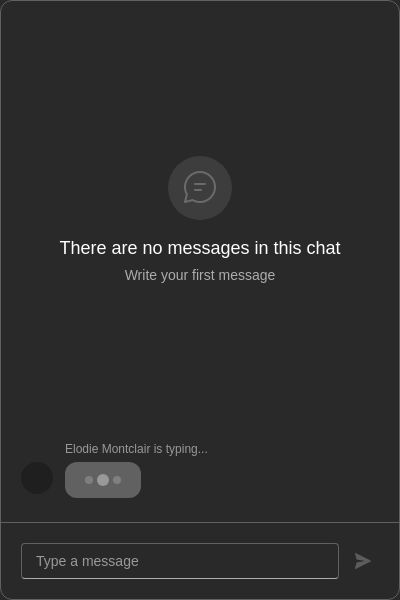 There are no messages in this chat
Write your first message
Elodie Montclair is typing...
Type a message